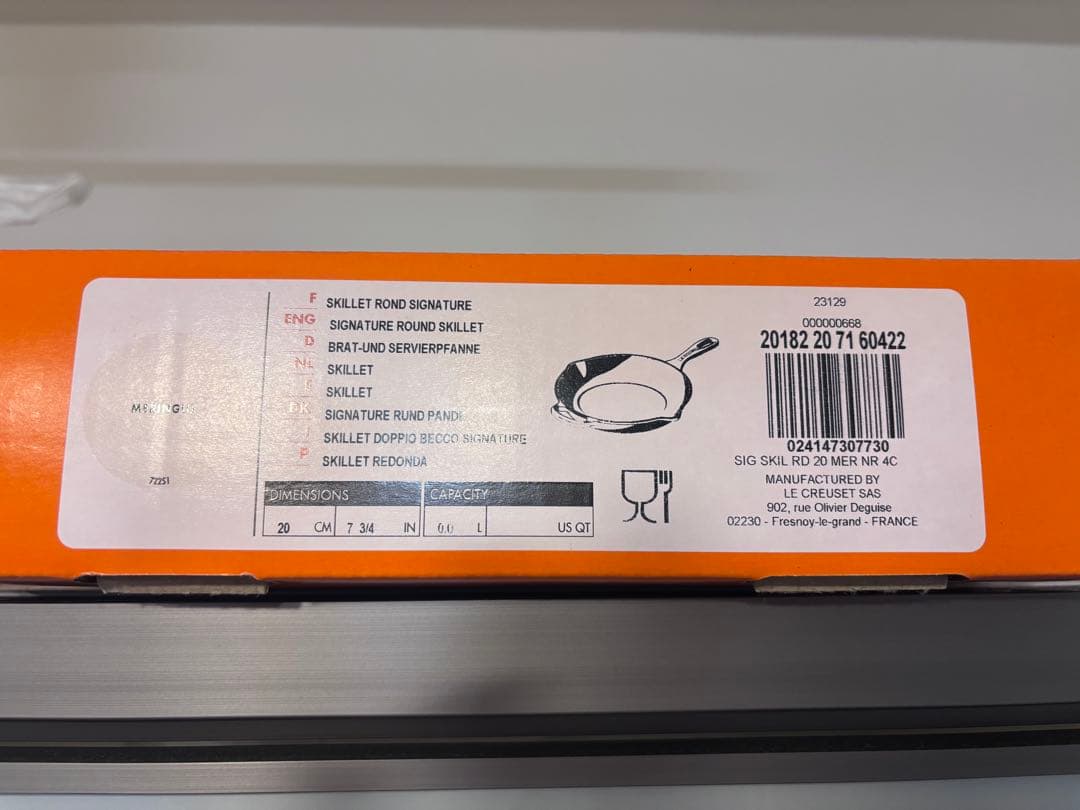 MERINGUE
72251
F SKILLET ROND SIGNATURE
ENG SIGNATURE ROUND SKILLET
D BRAT-UND SERVIERPFANNE
NL SKILLET
E SKILLET
DK SIGNATURE RUND PANDE
SKILLET DOPPIO BECCO SIGNATURE
P SKILLET REDONDA
DIMENSIONS CAPACITY
20 CM 7 3/4 IN 0.0 L US QT
23129
000000668
20182 20 71 60422
024147307730
SIG SKIL RD 20 MER NR 4C
MANUFACTURED BY
LE CREUSET SAS
902, rue Olivier Deguise
02230 - Fresnoy-le-grand - FRANCE